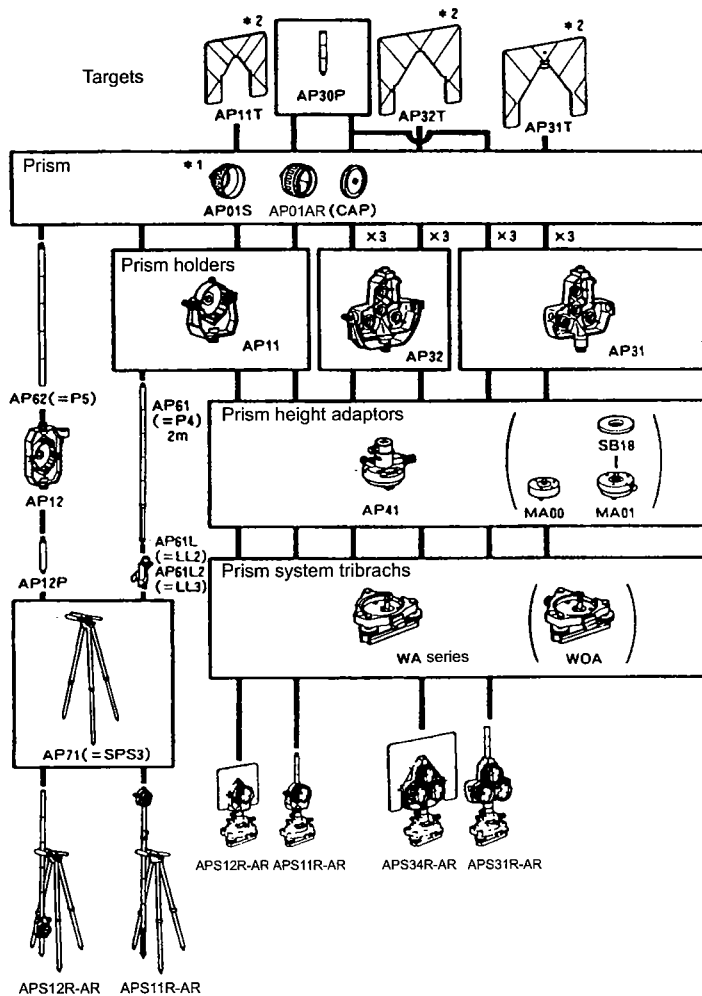 *2
*2
*2
Targets
AP30P
AP11T
AP32T
AP31T
Prism
*1
AP01S
AP01AR (CAP)
×3
×3
×3
×3
Prism holders
AP11
AP32
AP31
AP62(=P5)
AP61
(=P4)
2m
Prism height adaptors
SB18
AP41
MA00
MA01
AP12
AP61L
(=LL2)
AP61L2
(=LL3)
AP12P
Prism system tribrachs
WA series
WOA
AP71(=SPS3)
APS12R-AR
APS11R-AR
APS34R-AR
APS31R-AR
APS12R-AR
APS11R-AR